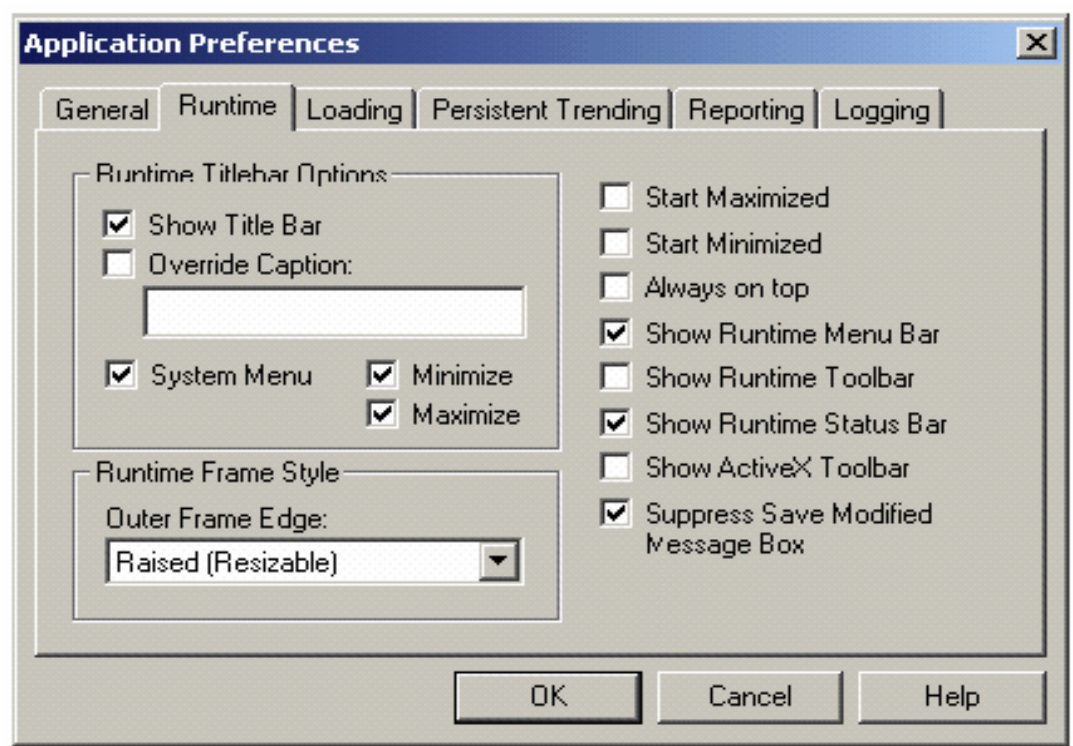 Application Preferences
General Runtime Loading Persistent Trending Reporting Logging
Runtime Titlebar Options
Show Title Bar
Override Caption:
System Menu Minimize
Maximize
Runtime Frame Style
Outer Frame Edge:
Raised (Resizable)
Start Maximized
Start Minimized
Always on top
Show Runtime Menu Bar
Show Runtime Toolbar
Show Runtime Status Bar
Show ActiveX Toolbar
Suppress Save Modified
Message Box
OK Cancel Help